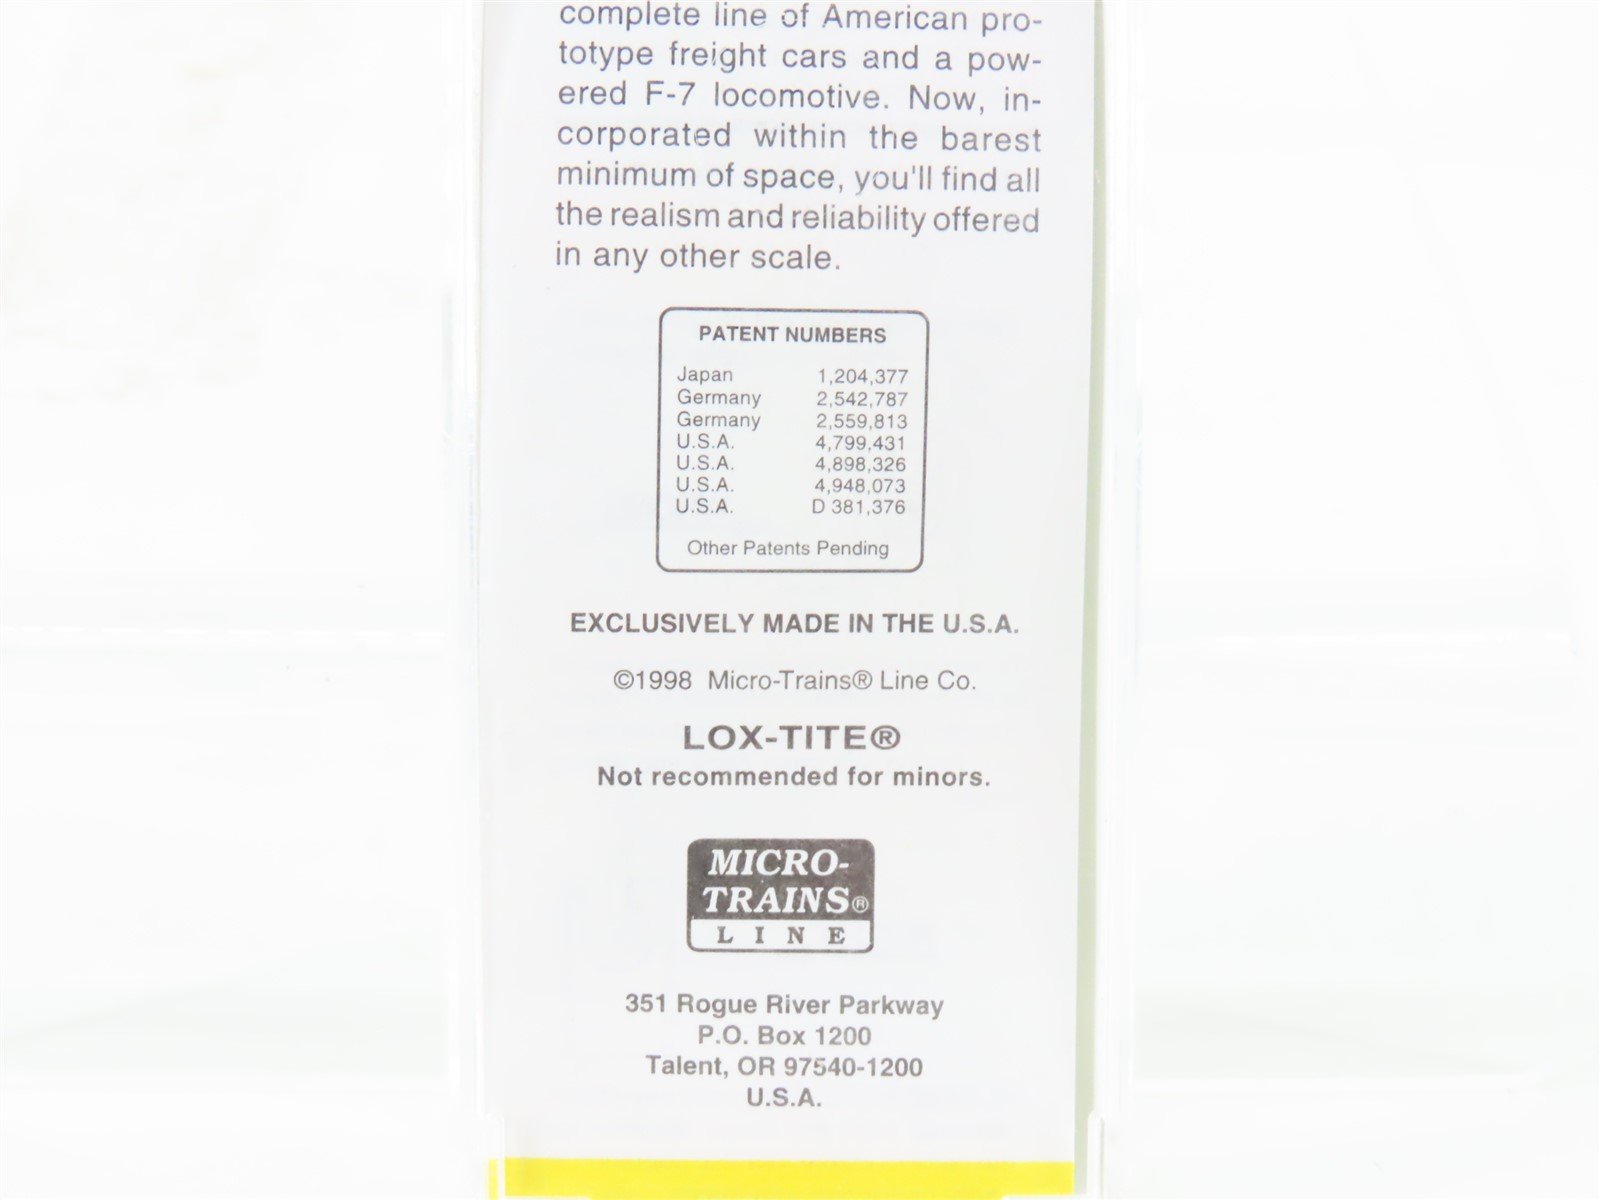 complete line of American pro-
totype freight cars and a pow-
ered F-7 locomotive. Now, in-
corporated within the barest
minimum of space, you'll find all
the realism and reliability offered
in any other scale.
PATENT NUMBERS
Japan 1,204,377
Germany 2,542,787
Germany 2,559,813
U.S.A. 4,799,431
U.S.A. 4,898,326
U.S.A. 4,948,073
U.S.A. D 381,376
Other Patents Pending
EXCLUSIVELY MADE IN THE U.S.A.
©1998 Micro-Trains® Line Co.
LOX-TITE®
Not recommended for minors.
MICRO-
TRAINS®
LINE
351 Rogue River Parkway
P.O. Box 1200
Talent, OR 97540-1200
U.S.A.